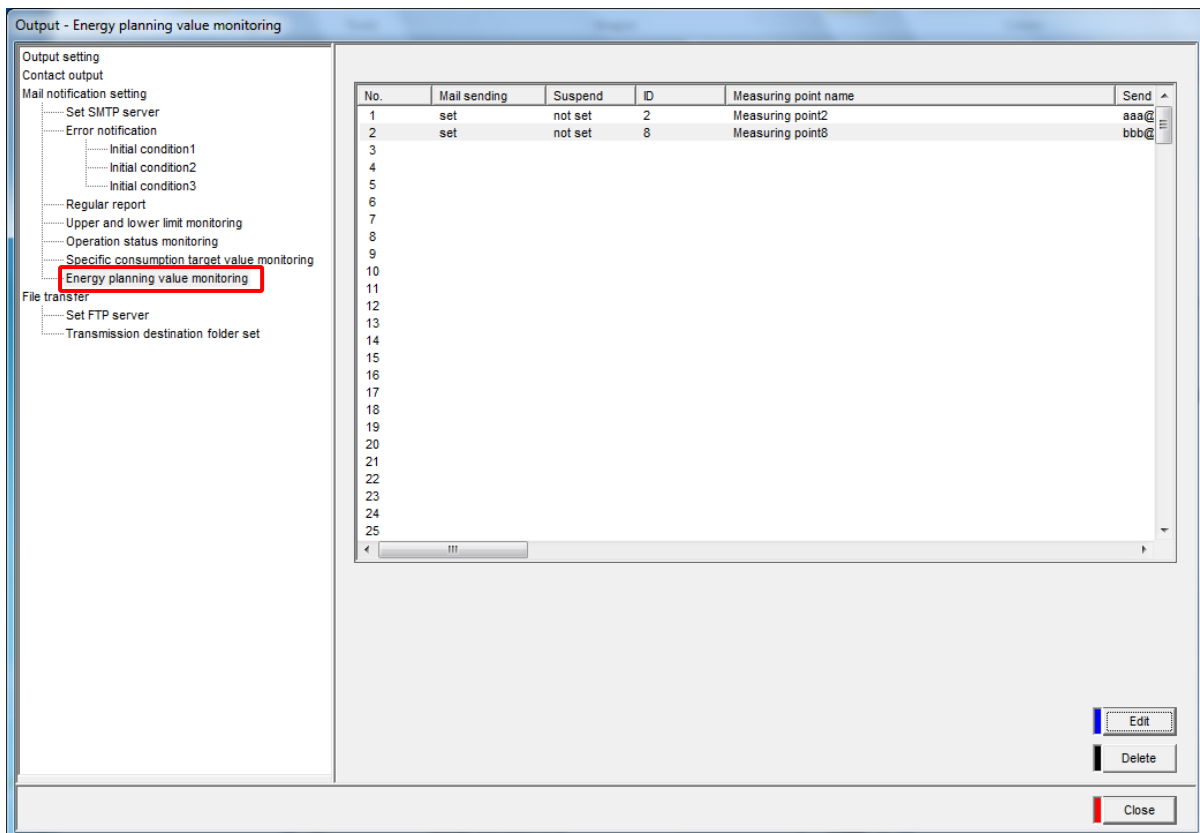 Output - Energy planning value monitoring
Output setting
Contact output
Mail notification setting
Set SMTP server
Error notification
Initial condition1
Initial condition2
Initial condition3
Regular report
Upper and lower limit monitoring
Operation status monitoring
Specific consumption target value monitoring
Energy planning value monitoring
File transfer
Set FTP server
Transmission destination folder set
No. Mail sending Suspend ID Measuring point name Send
1 set not set 2 Measuring point2 aaa@
2 set not set 8 Measuring point8 bbb@
3
4
5
6
7
8
9
10
11
12
13
14
15
16
17
18
19
20
21
22
23
24
25
Edit
Delete
Close